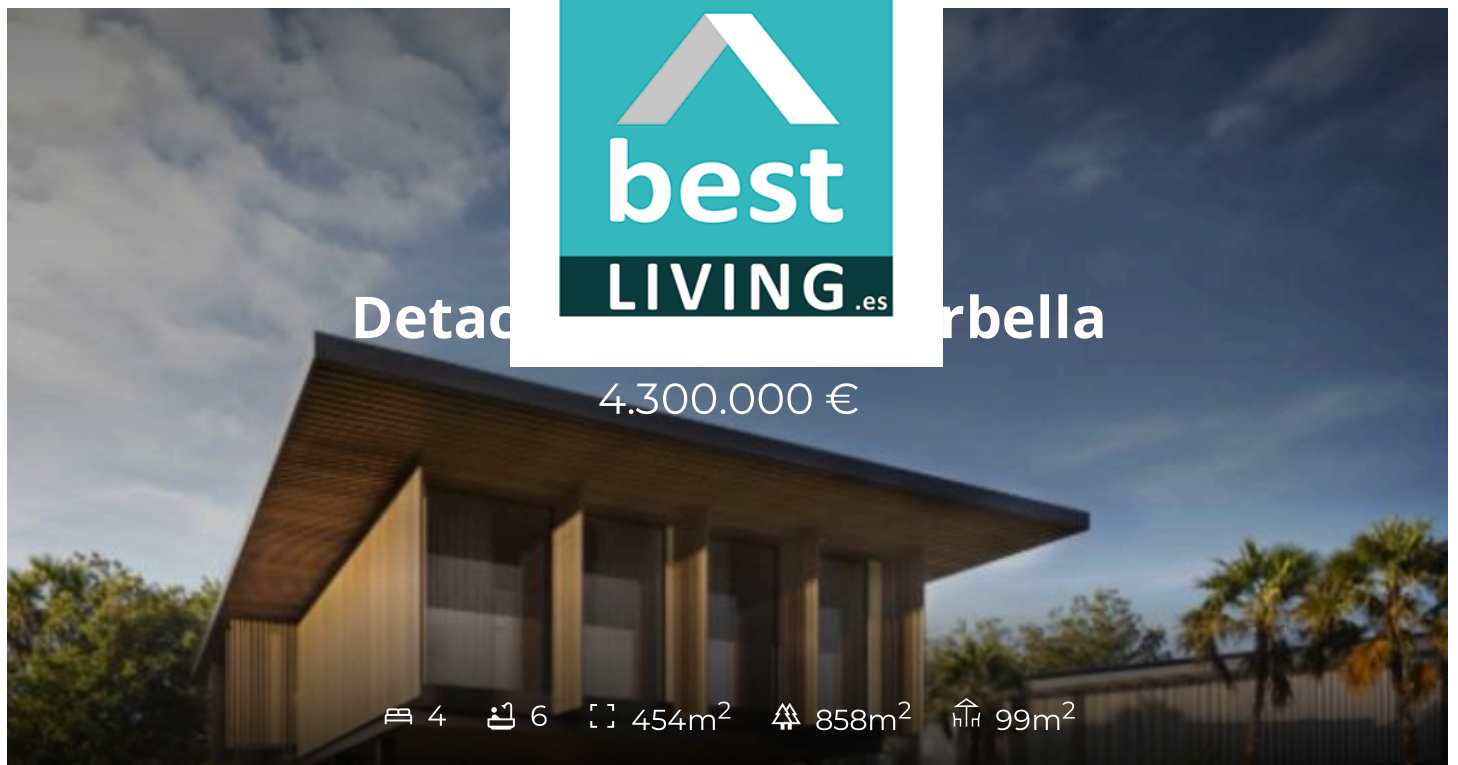 best
LIVING.es
Detac rbella
4.300.000 €
4 6 454m² 858m² 99m²